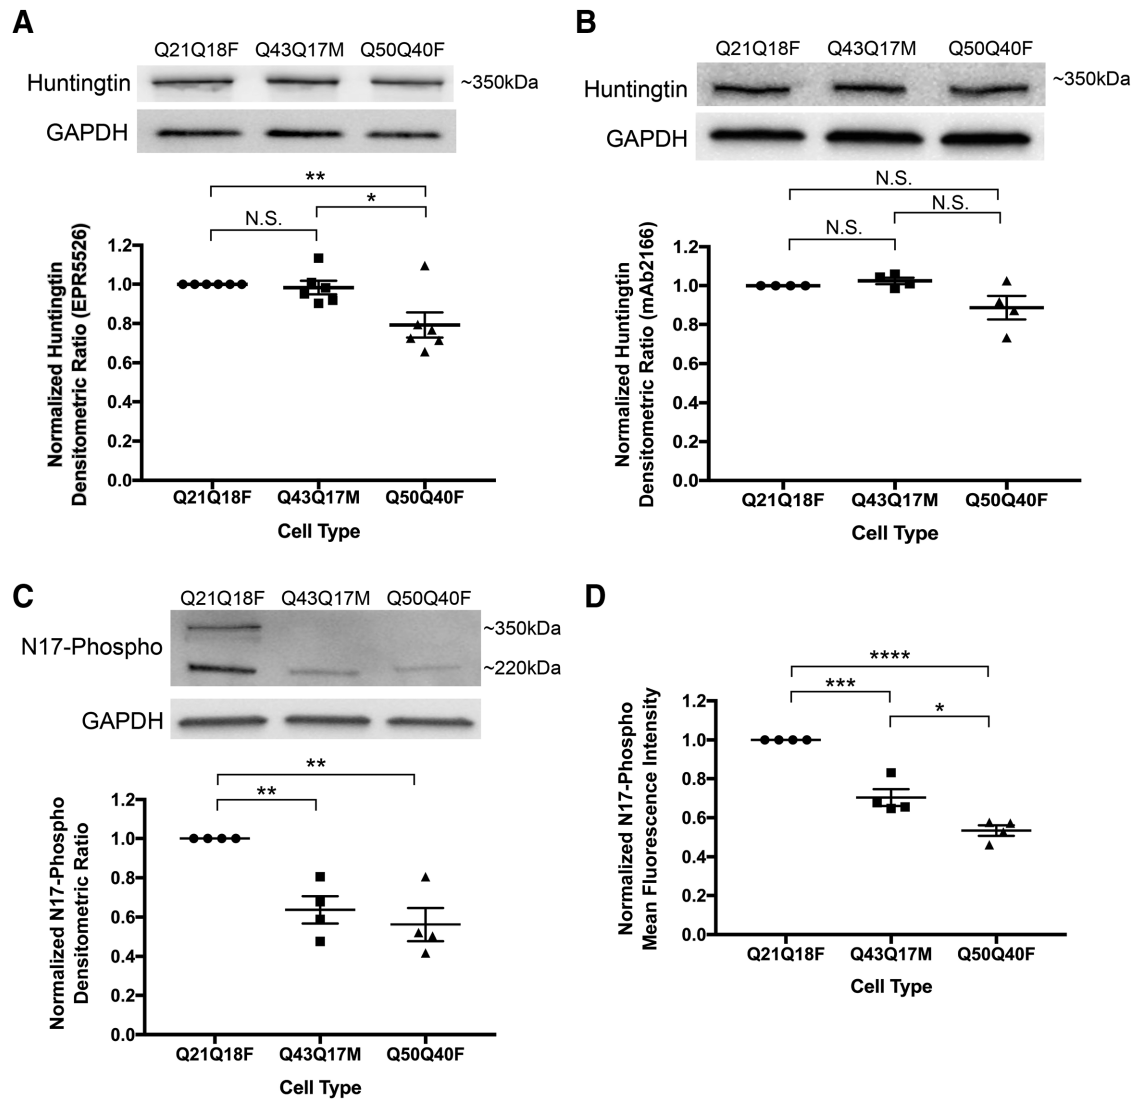 A
Q21Q18F Q43Q17M Q50Q40F
Huntingtin
~350kDa
GAPDH
**
*
N.S.
Normalized Huntingtin
Densitometric Ratio (EPR5526)
1.2
1.0
0.8
0.6
0.4
0.2
0.0
Q21Q18F Q43Q17M Q50Q40F
Cell Type
B
Q21Q18F Q43Q17M Q50Q40F
Huntingtin
~350kDa
GAPDH
N.S.
N.S.
N.S.
Normalized Huntingtin
Densitometric Ratio (mAb2166)
1.2
1.0
0.8
0.6
0.4
0.2
0.0
Q21Q18F Q43Q17M Q50Q40F
Cell Type
C
Q21Q18F Q43Q17M Q50Q40F
N17-Phospho
~350kDa
~220kDa
GAPDH
**
**
Normalized N17-Phospho
Densitometric Ratio
1.2
1.0
0.8
0.6
0.4
0.2
0.0
Q21Q18F Q43Q17M Q50Q40F
Cell Type
D
****
***
*
Normalized N17-Phospho
Mean Fluorescence Intensity
1.2
1.0
0.8
0.6
0.4
0.2
0.0
Q21Q18F Q43Q17M Q50Q40F
Cell Type